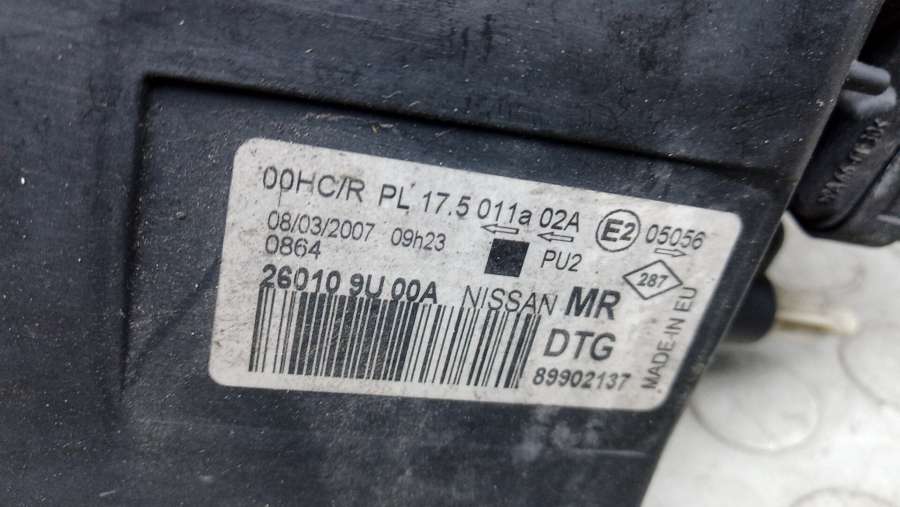 00HC/R PL 17.5 011a 02A E2 05056
08/03/2007 09h23
0864
PU2
287
26010 9U 00A NISSAN MR
DTG
89902137
MADE-IN EU